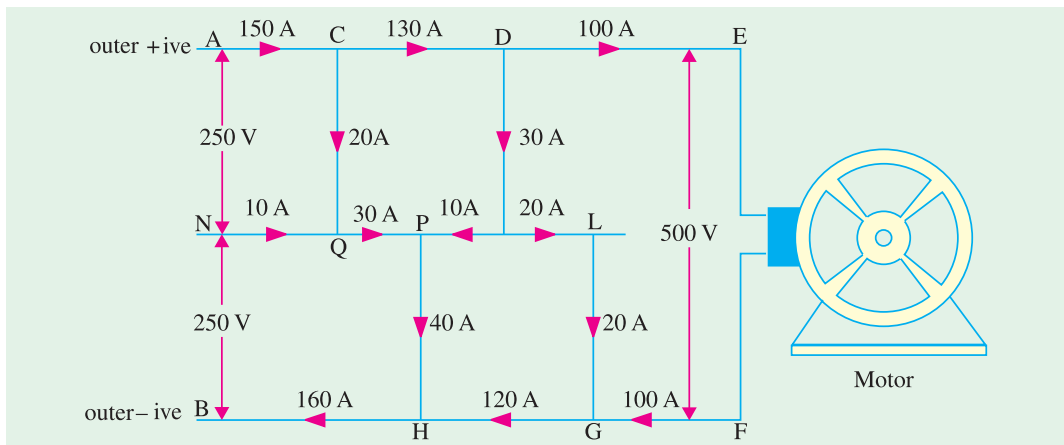 150 A C 130 A D 100 A E
outer +ive A
250 V 20A 30 A
N 10 A 30 A P 10A 20 A L
Q 500 V
250 V 40 A 20 A
Motor
outer– ive B 160 A 120 A 100 A
H G F